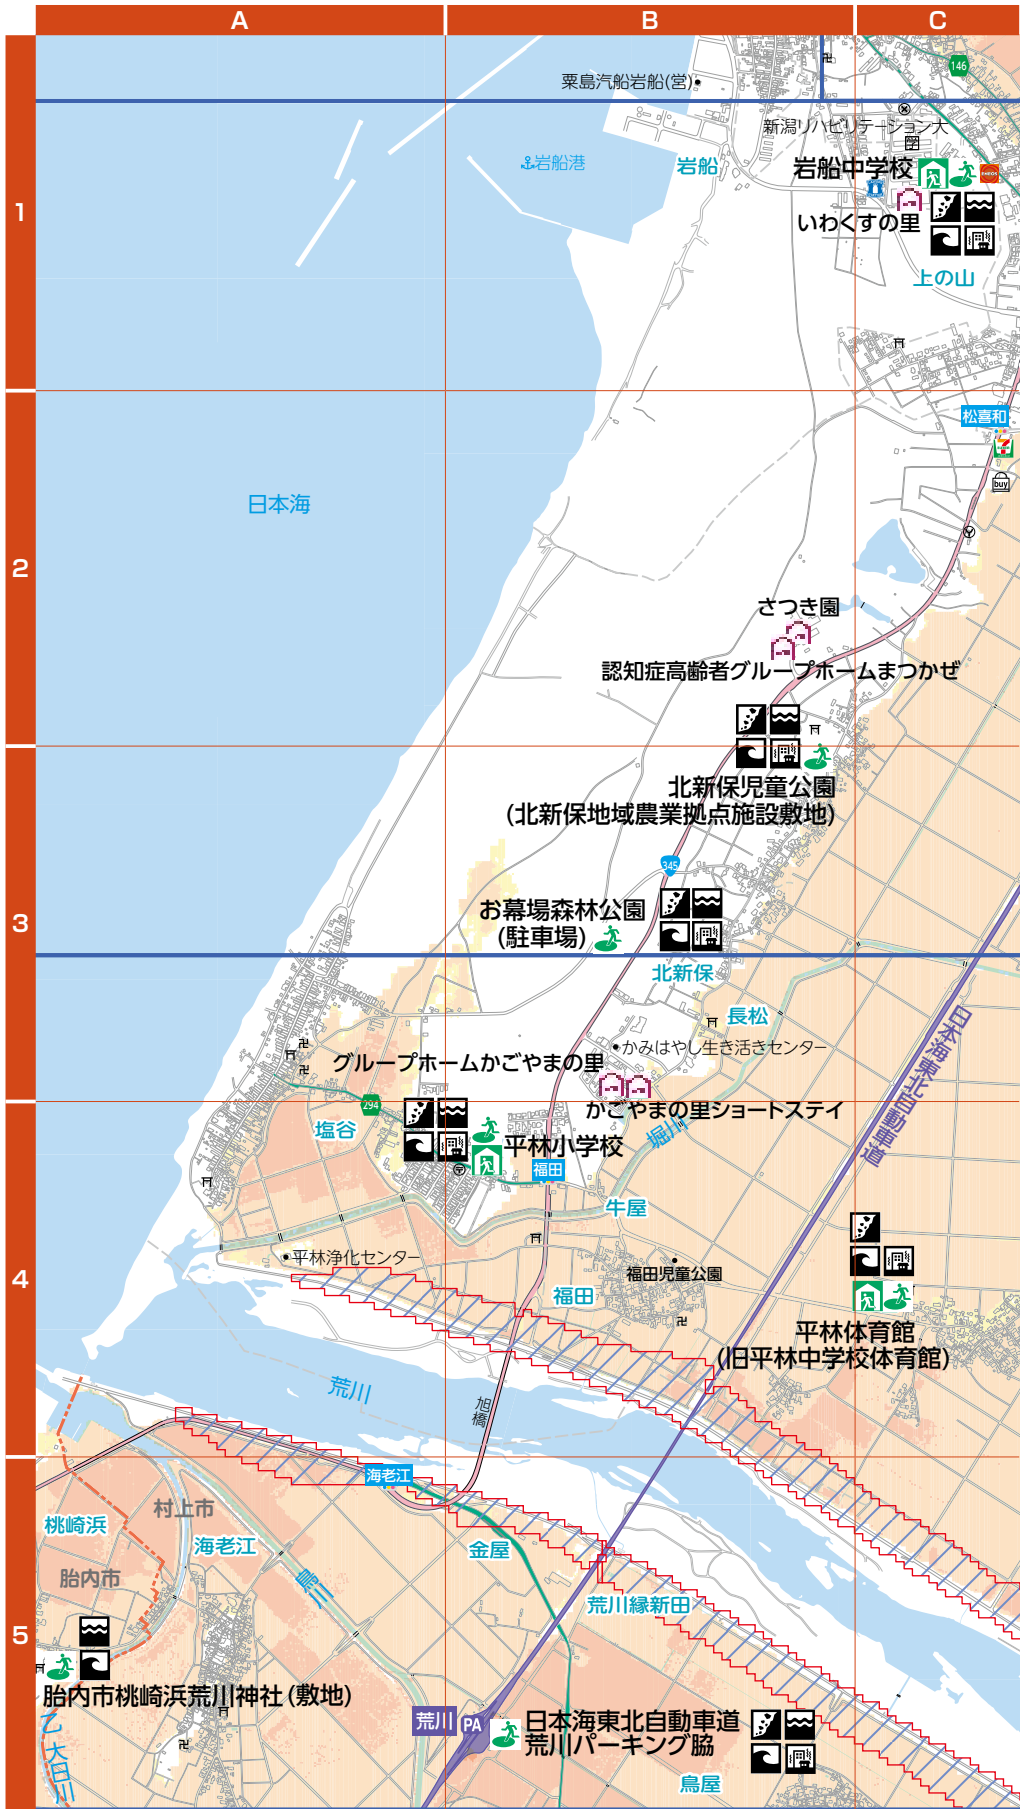 A
B
C
1
2
3
4
5
粟島汽船岩船(営)
146
新潟リハビリテーション大
文
岩船港
岩船
岩船中学校
ENEOS
いわくすの里
上の山
松喜和
7
buy
日本海
さつき園
認知症高齢者グループホームまつかぜ
北新保児童公園
(北新保地域農業拠点施設敷地)
345
お幕場森林公園
(駐車場)
北新保
長松
かみはやし生き活きセンター
日本海東北自動車道
グループホームかごやまの里
かごやまの里ショートステイ
294
塩谷
堀川
平林小学校
福田
牛屋
平林浄化センター
福田児童公園
福田
平林体育館
(旧平林中学校体育館)
荒川
旭橋
海老江
村上市
桃崎浜
海老江
金屋
胎内市
烏川
荒川縁新田
胎内市桃崎浜荒川神社(敷地)
乙大日川
荒川
PA
日本海東北自動車道
荒川パーキング脇
鳥屋